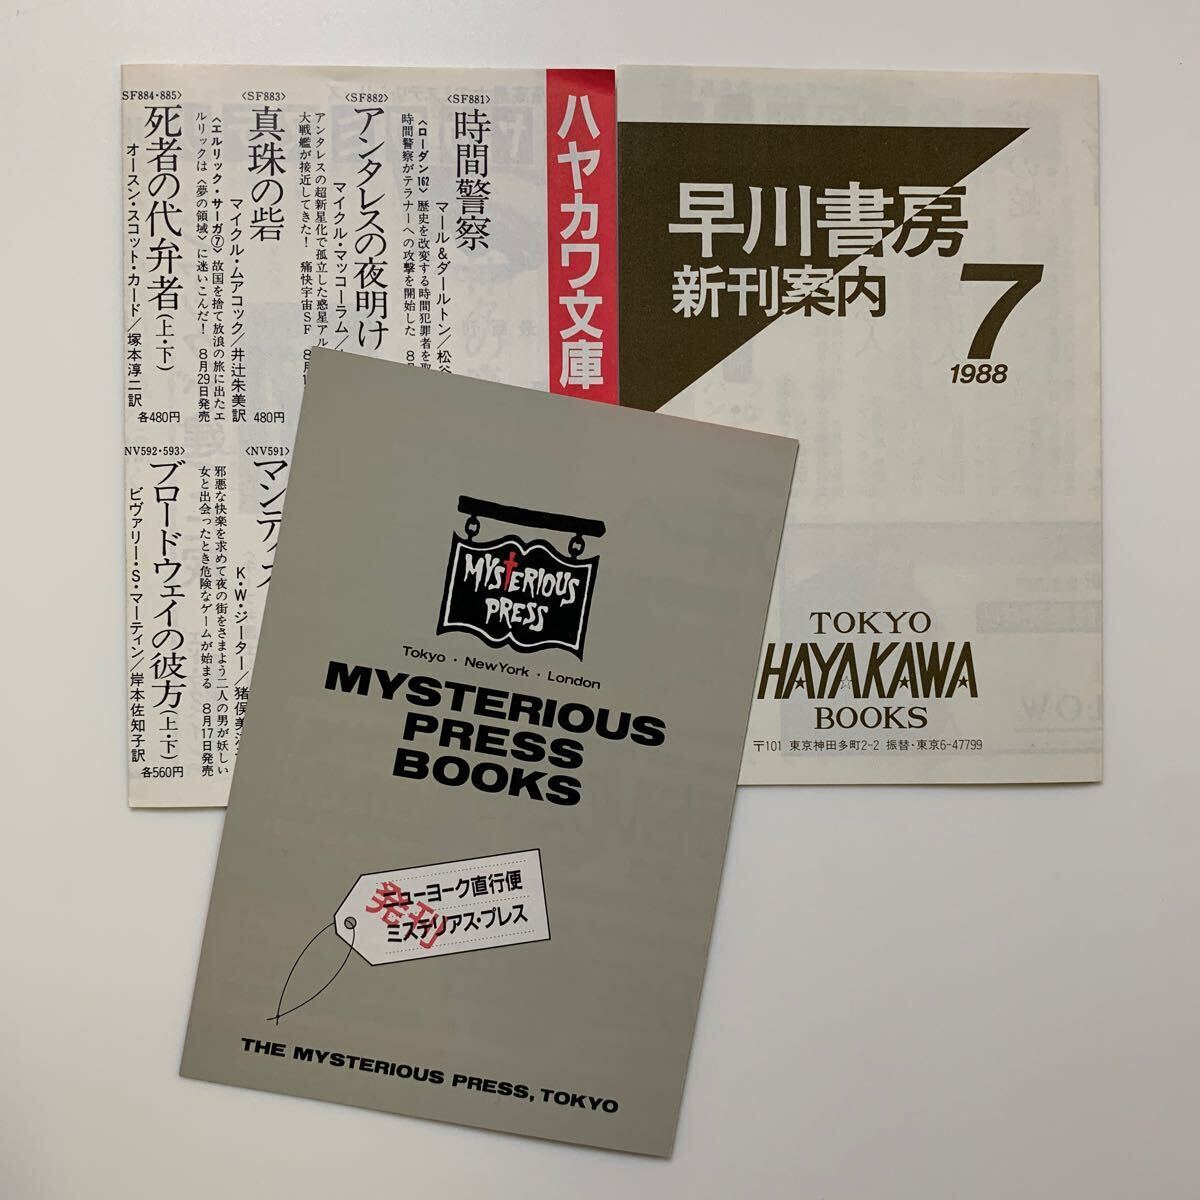 早川書房
新刊案内
7
1988
TOKYO
HAYAKAWA
BOOKS
〒101 東京神田多町2-2 振替・東京6-47799
ハヤカワ文庫
〈SF881〉
時間警察
マール&ダールトン/松谷
〈ローダン162〉歴史を改変する時間犯罪者を取
時間警察がテラナーへの攻撃を開始した 8月
〈SF882〉
アンタレスの夜明け
マイクル・マッコーラム/
アンタレスの超新星化で孤立した惑星アル
大戦艦が接近してきた! 痛快宇宙SF 8月1
〈SF883〉
真珠の砦
マイクル・ムアコック/井辻朱美訳
480円
〈エルリック・サーガ⑦〉故国を捨て放浪の旅に出たエ
ルリックは〈夢の領域〉に迷いこんだ! 8月29日発売
SF884・885〉
死者の代弁者(上・下)
オースン・スコット・カード/塚本淳二訳
各480円
〈NV591〉
マンティス
K・W・ジーター/猪俣美
邪悪な快楽を求めて夜の街をさまよう二人の男が妖しい
女と出会ったとき危険なゲームが始まる 8月17日発売
NV592・593〉
ブロードウェイの彼方(上・下)
ビヴァリー・S・マーティン/岸本佐知子訳
各560円
MYSTERIOUS
PRESS
Tokyo・NewYork・London
MYSTERIOUS
PRESS
BOOKS
発刊
ニューヨーク直行便
ミステリアス・プレス
THE MYSTERIOUS PRESS, TOKYO